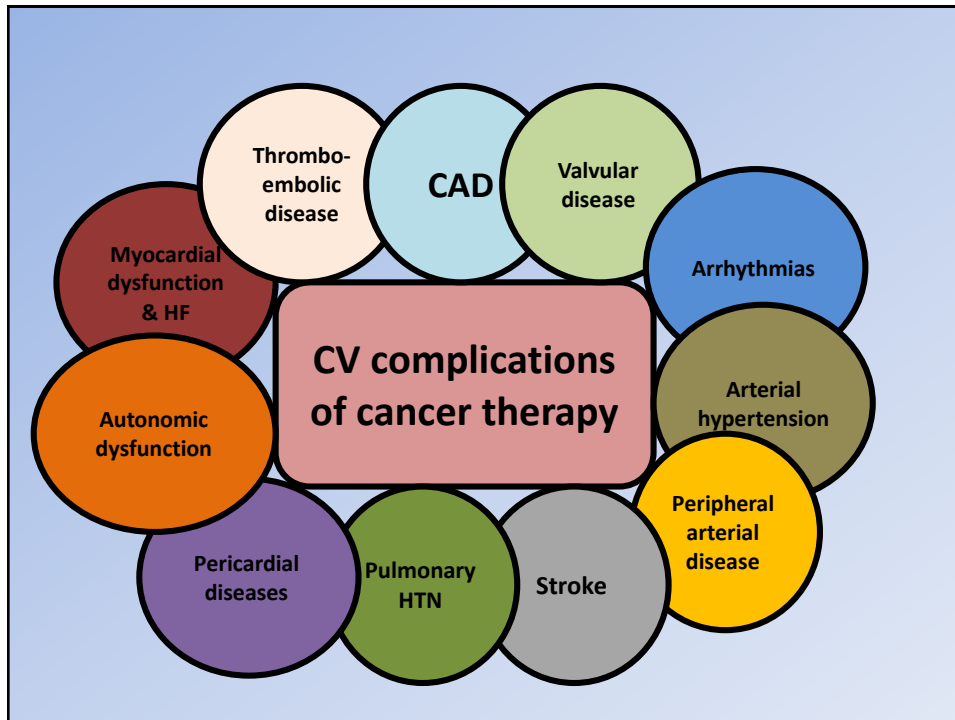 Thrombo-
embolic
disease
CAD
Valvular
disease
Arrhythmias
Myocardial
dysfunction
& HF
CV complications
of cancer therapy
Arterial
hypertension
Autonomic
dysfunction
Peripheral
arterial
disease
Pericardial
diseases
Pulmonary
HTN
Stroke